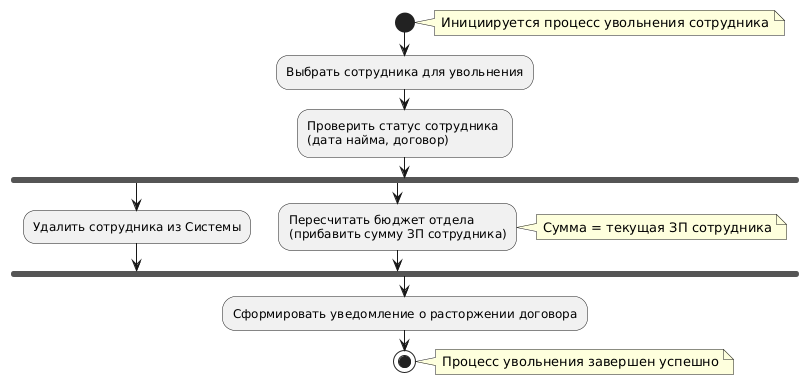 Инициируется процесс увольнения сотрудника
Выбрать сотрудника для увольнения
Проверить статус сотрудника
(дата найма, договор)
Удалить сотрудника из Системы
Пересчитать бюджет отдела
(прибавить сумму ЗП сотрудника)
Сумма = текущая ЗП сотрудника
Сформировать уведомление о расторжении договора
Процесс увольнения завершен успешно